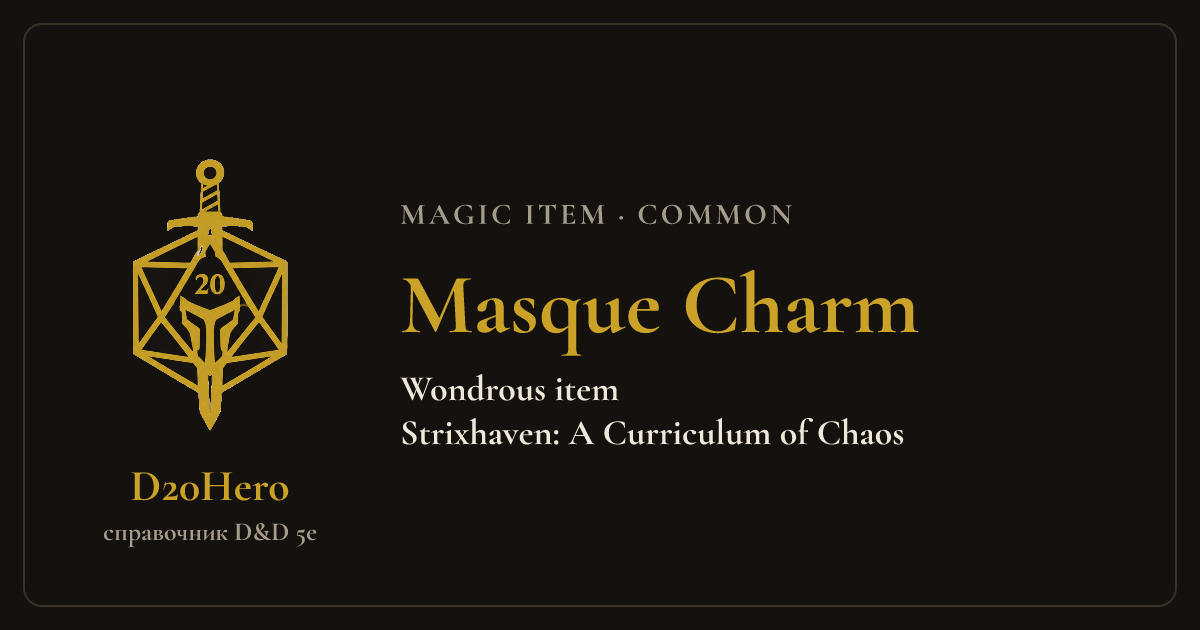 20
D20Hero
справочник D&D 5e
MAGIC ITEM · COMMON
Masque Charm
Wondrous item
Strixhaven: A Curriculum of Chaos